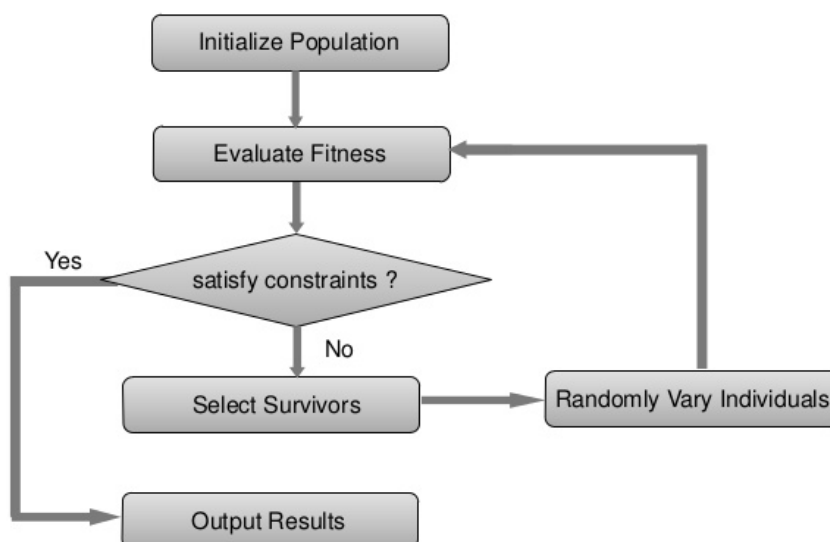 Initialize Population
Evaluate Fitness
Yes
satisfy constraints ?
No
Select Survivors
Randomly Vary Individuals
Output Results